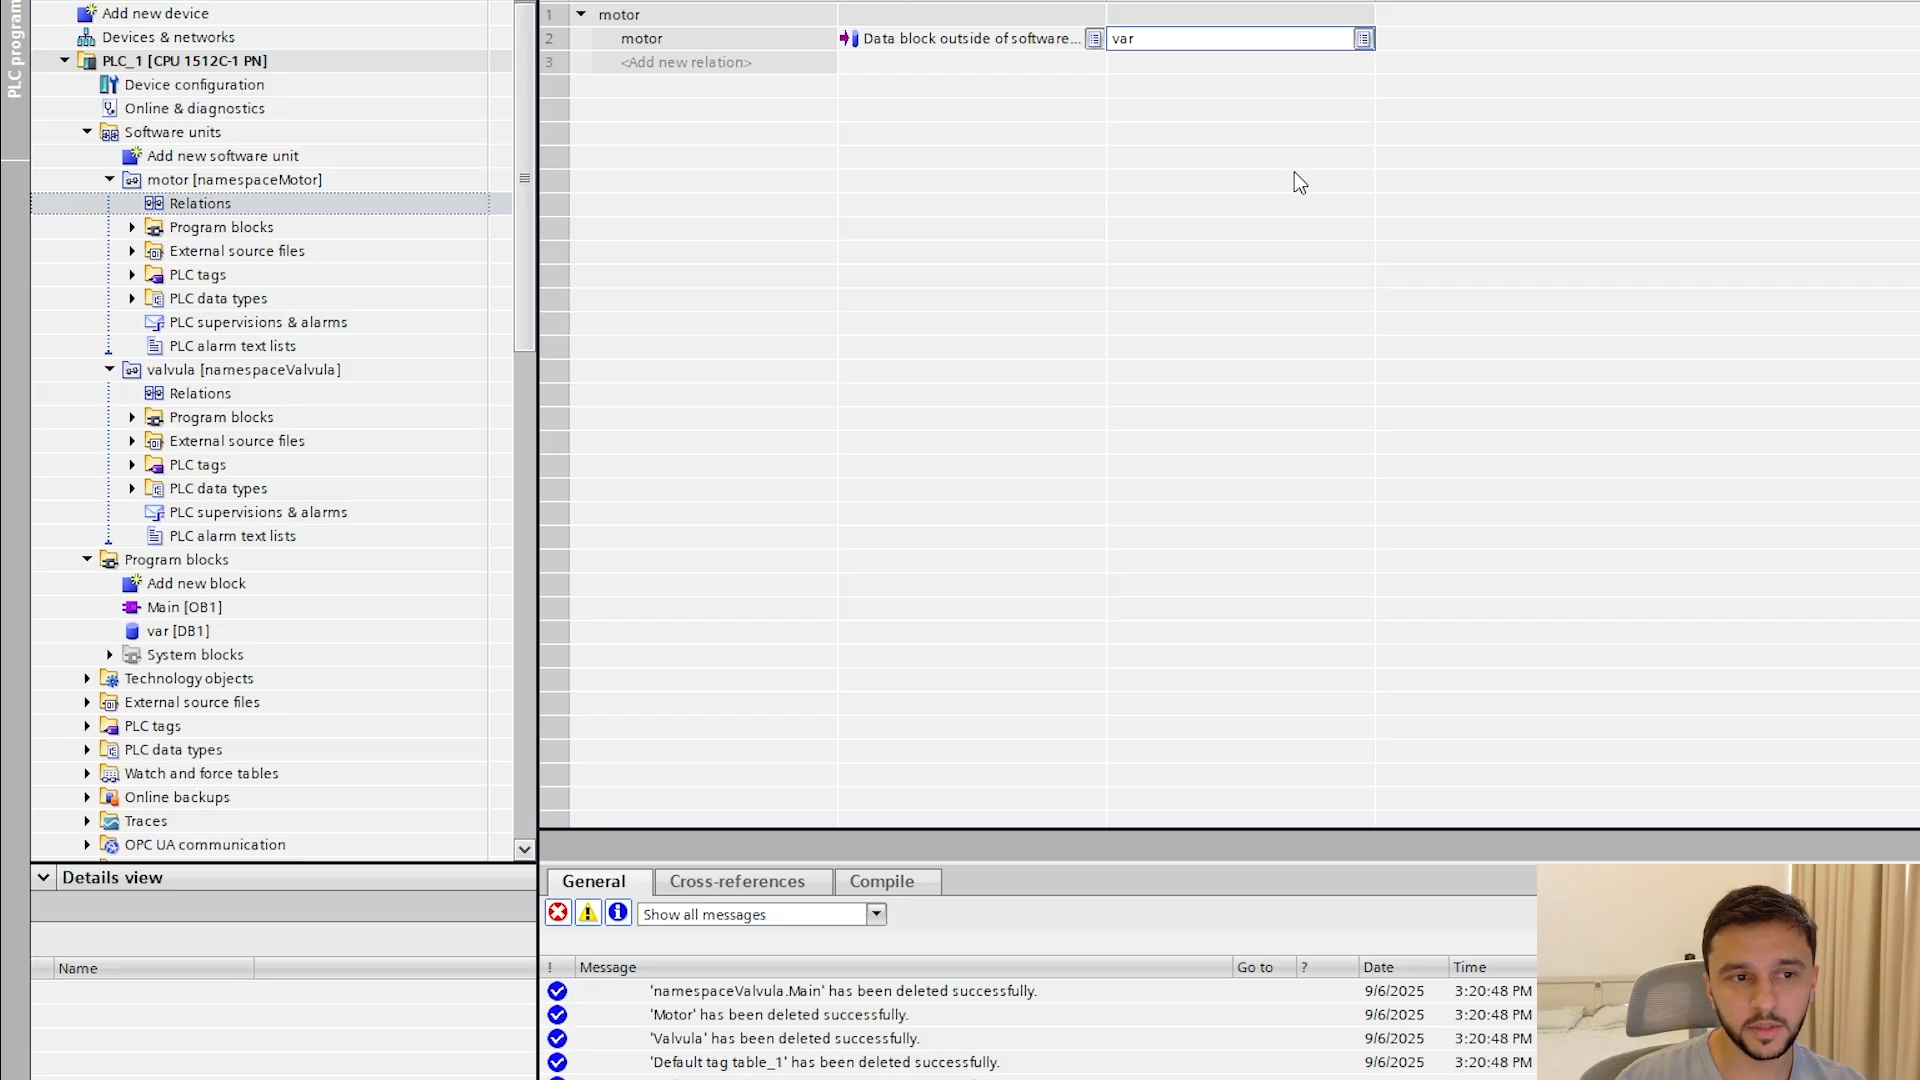 PLC program
Add new device
Devices & networks
PLC_1 [CPU 1512C-1 PN]
Device configuration
Online & diagnostics
Software units
Add new software unit
motor [namespaceMotor]
Relations
Program blocks
External source files
PLC tags
PLC data types
PLC supervisions & alarms
PLC alarm text lists
valvula [namespaceValvula]
Relations
Program blocks
External source files
PLC tags
PLC data types
PLC supervisions & alarms
PLC alarm text lists
Program blocks
Add new block
Main [OB1]
var [DB1]
System blocks
Technology objects
External source files
PLC tags
PLC data types
Watch and force tables
Online backups
Traces
OPC UA communication
Details view
Name
1 motor
2 motor Data block outside of software... var
3 <Add new relation>
General Cross-references Compile
Show all messages
! Message Go to ? Date Time
'namespaceValvula.Main' has been deleted successfully. 9/6/2025 3:20:48 PM
'Motor' has been deleted successfully. 9/6/2025 3:20:48 PM
'Valvula' has been deleted successfully. 9/6/2025 3:20:48 PM
'Default tag table_1' has been deleted successfully. 9/6/2025 3:20:48 PM